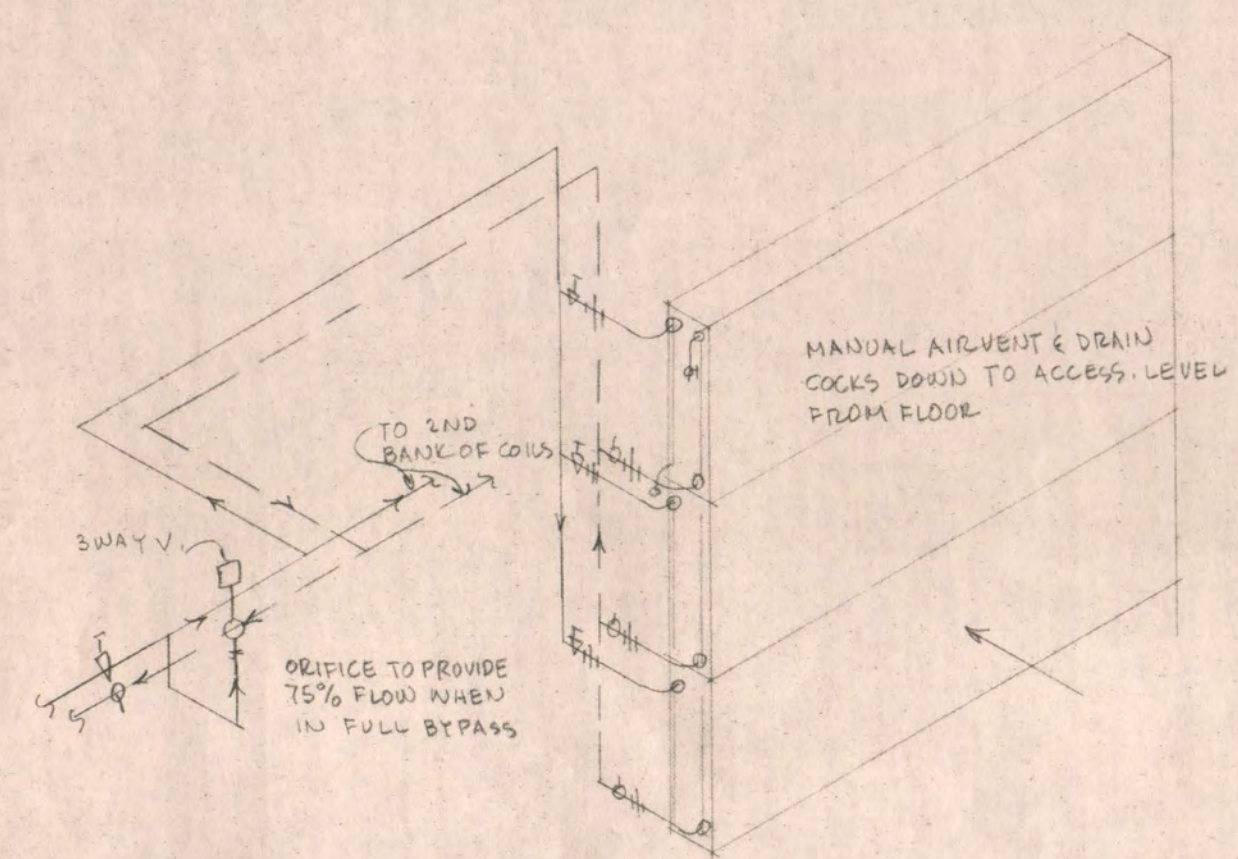 MANUAL AIRVENT & DRAIN
COCKS DOWN TO ACCESS. LEVEL
FROM FLOOR
TO 2ND
BANK OF COILS
3WAY V.
ORIFICE TO PROVIDE
75% FLOW WHEN
IN FULL BYPASS